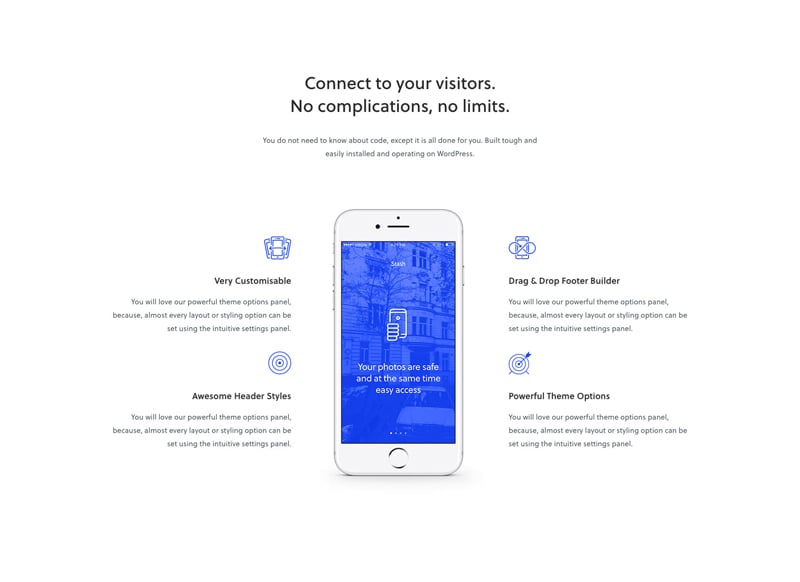 Connect to your visitors.
No complications, no limits.
You do not need to know about code, except it is all done for you. Built tough and
easily installed and operating on WordPress.
Very Customisable
You will love our powerful theme options panel,
because, almost every layout or styling option can be
set using the intuitive settings panel.
Awesome Header Styles
You will love our powerful theme options panel,
because, almost every layout or styling option can be
set using the intuitive settings panel.
Stash
Your photos are safe
and at the same time
easy access
Drag & Drop Footer Builder
You will love our powerful theme options panel,
because, almost every layout or styling option can be
set using the intuitive settings panel.
Powerful Theme Options
You will love our powerful theme options panel,
because, almost every layout or styling option can be
set using the intuitive settings panel.